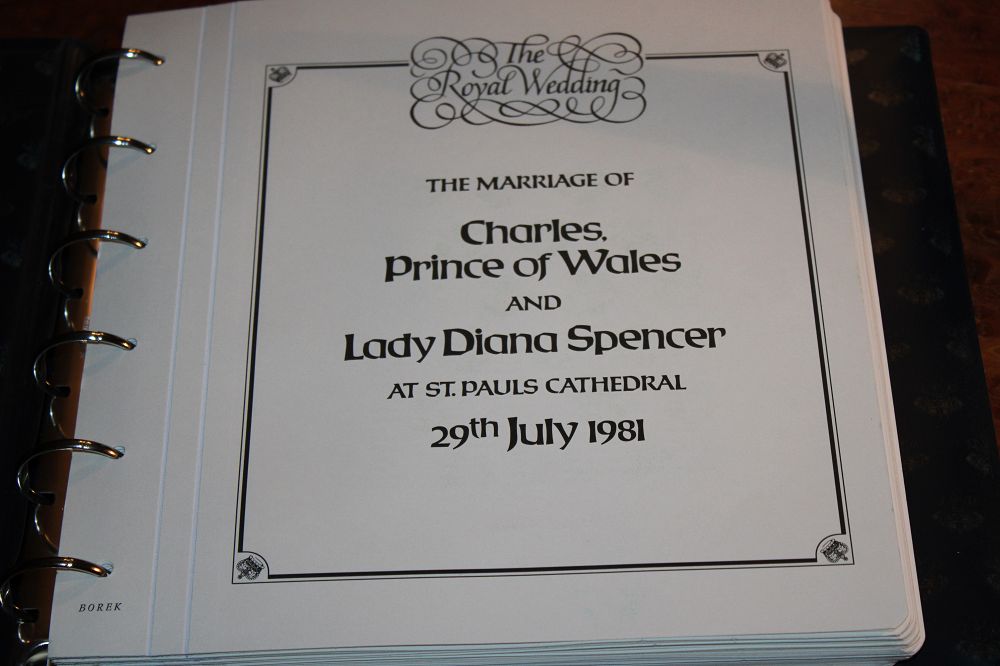 The
Royal Wedding
THE MARRIAGE OF
Charles,
Prince of Wales
AND
Lady Diana Spencer
AT ST. PAULS CATHEDRAL
29th July 1981
BOREK